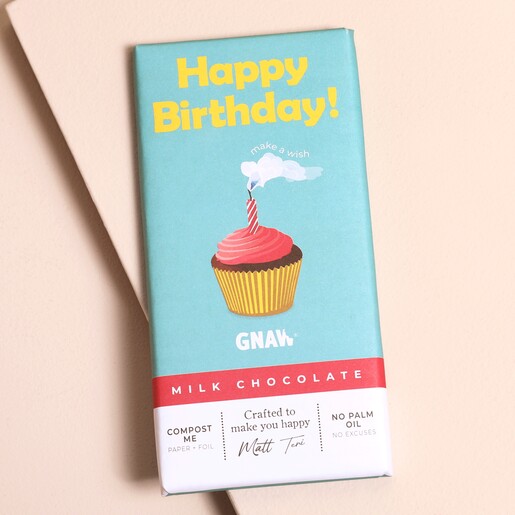 Happy
Birthday!
make a wish
GNAW
MILK CHOCOLATE
COMPOST
ME
PAPER + FOIL
Crafted to
make you happy
Matt Teri
NO PALM
OIL
NO EXCUSES